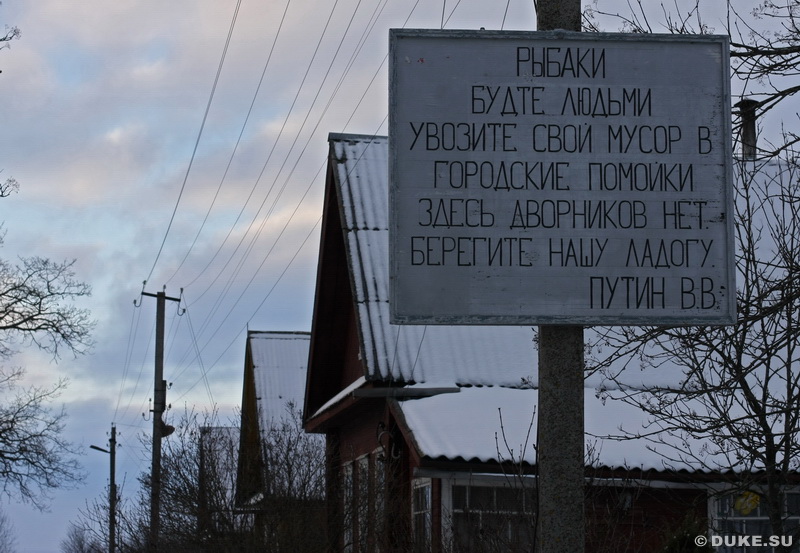 РЫБАКИ
БУДТЕ ЛЮДЬМИ
УВОЗИТЕ СВОЙ МУСОР В
ГОРОДСКИЕ ПОМОЙКИ
ЗДЕСЬ ДВОРНИКОВ НЕТ.
БЕРЕГИТЕ НАШУ ЛАДОГУ.
ПУТИН В.В.
© DUKE.SU